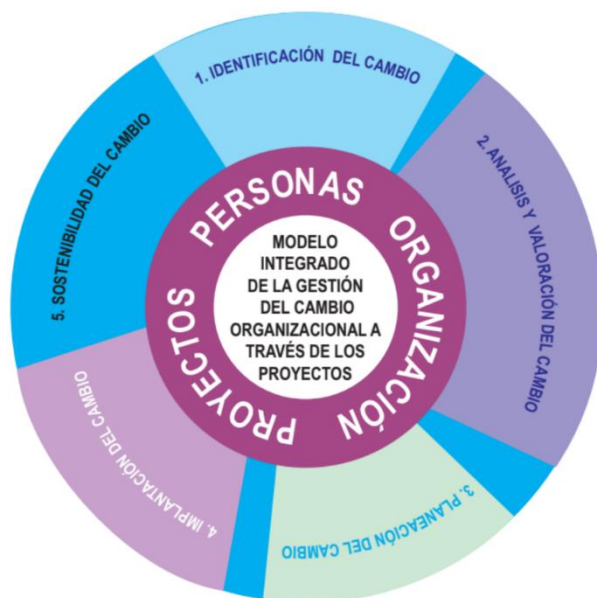 1. IDENTIFICACIÓN DEL CAMBIO
2. ANALISIS Y VALORACIÓN DEL CAMBIO
3. PLANEACIÓN DEL CAMBIO
4. IMPLANTACIÓN DEL CAMBIO
5. SOSTENIBILIDAD DEL CAMBIO
PERSONAS
ORGANIZACIÓN
PROYECTOS
MODELO
INTEGRADO
DE LA GESTIÓN
DEL CAMBIO
ORGANIZACIONAL A
TRAVÉS DE LOS
PROYECTOS